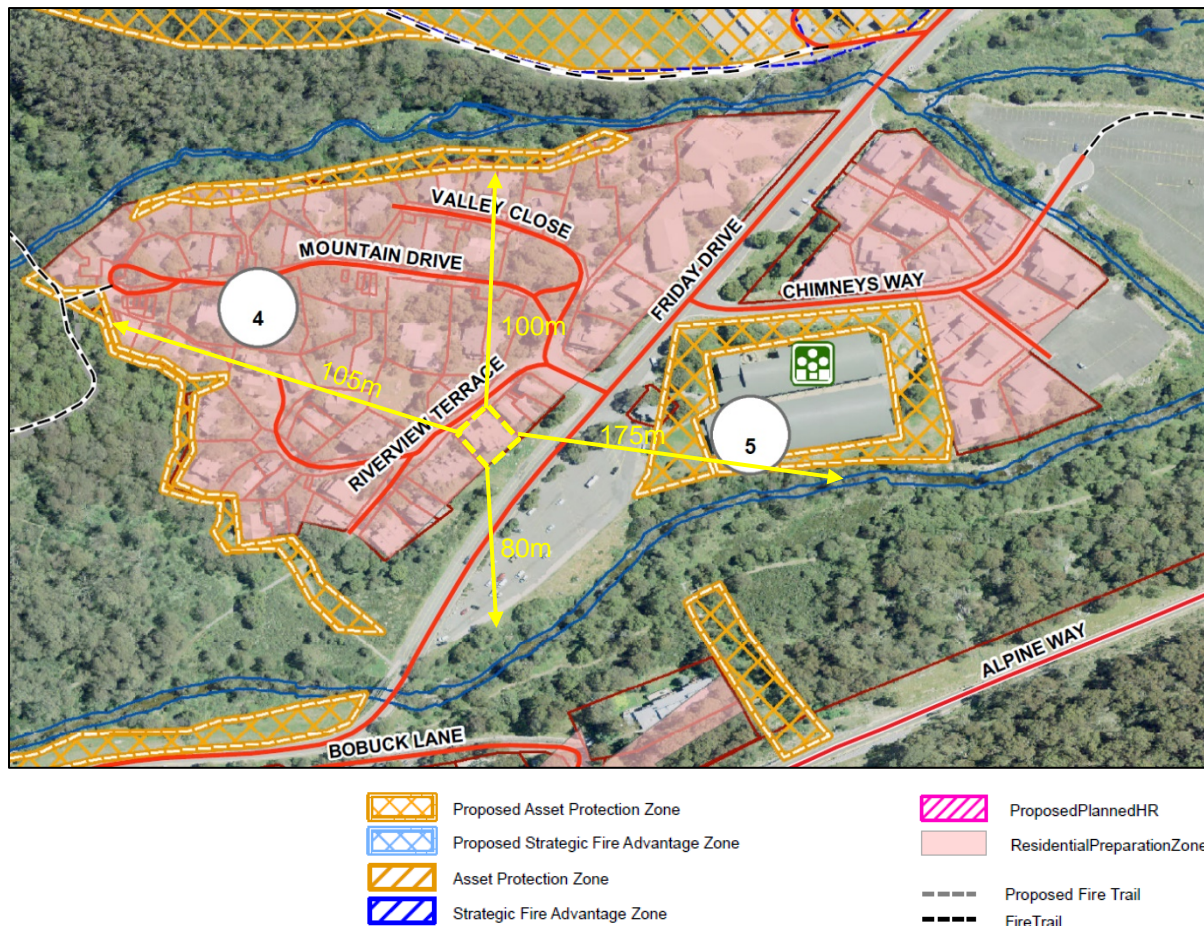 VALLEY CLOSE
MOUNTAIN DRIVE
4
100m
105m
RIVERVIEW TERRACE
FRIDAY DRIVE
CHIMNEYS WAY
5
175m
80m
ALPINE WAY
BOBUCK LANE
Proposed Asset Protection Zone
Proposed Strategic Fire Advantage Zone
Asset Protection Zone
Strategic Fire Advantage Zone
ProposedPlannedHR
ResidentialPreparationZone
Proposed Fire Trail
FireTrail